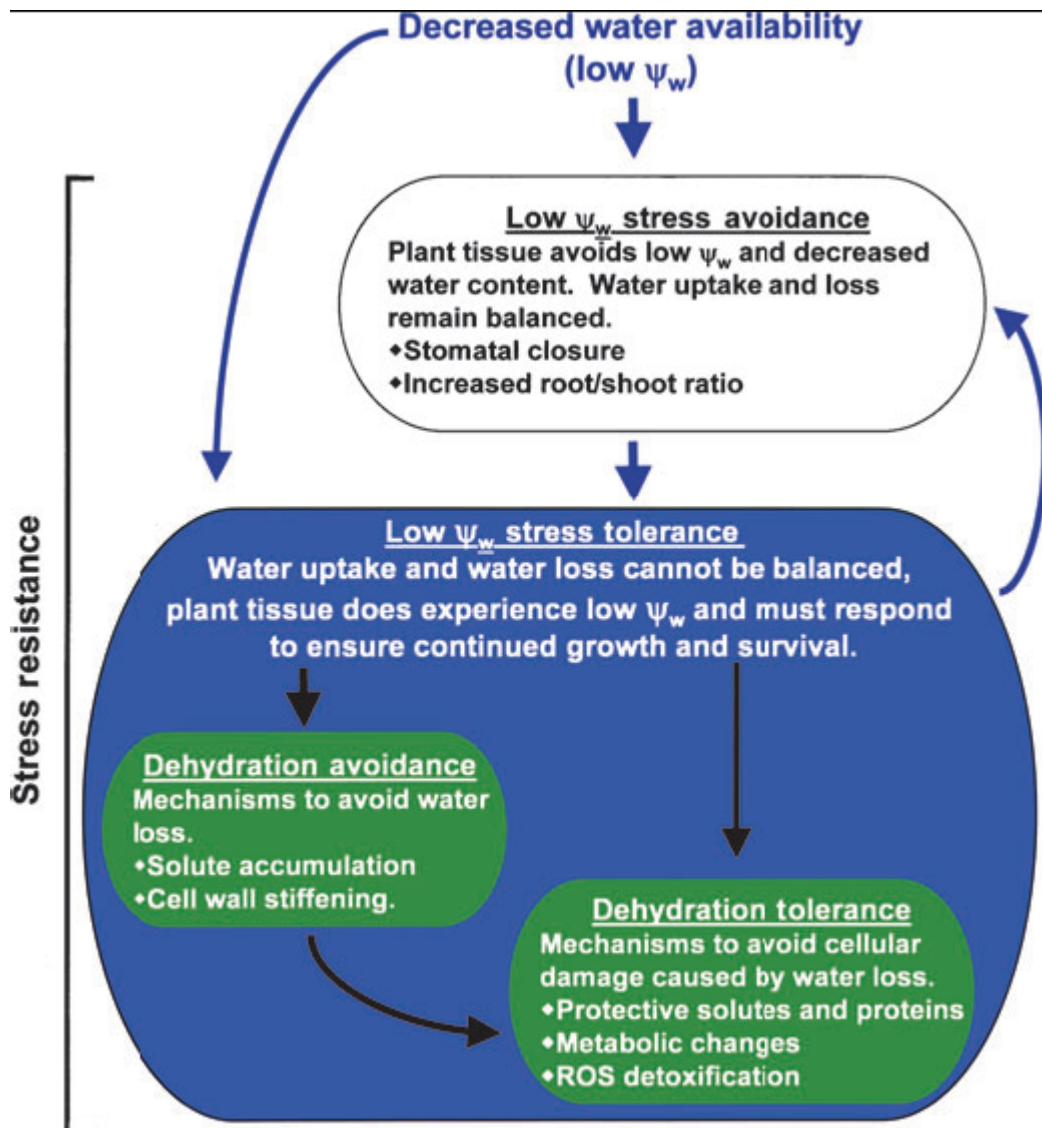 Decreased water availability
(low ψw)
Low ψw stress avoidance
Plant tissue avoids low ψw and decreased
water content. Water uptake and loss
remain balanced.
◆Stomatal closure
◆Increased root/shoot ratio
Stress resistance
Low ψw stress tolerance
Water uptake and water loss cannot be balanced,
plant tissue does experience low ψw and must respond
to ensure continued growth and survival.
Dehydration avoidance
Mechanisms to avoid water
loss.
◆Solute accumulation
◆Cell wall stiffening.
Dehydration tolerance
Mechanisms to avoid cellular
damage caused by water loss.
◆Protective solutes and proteins
◆Metabolic changes
◆ROS detoxification